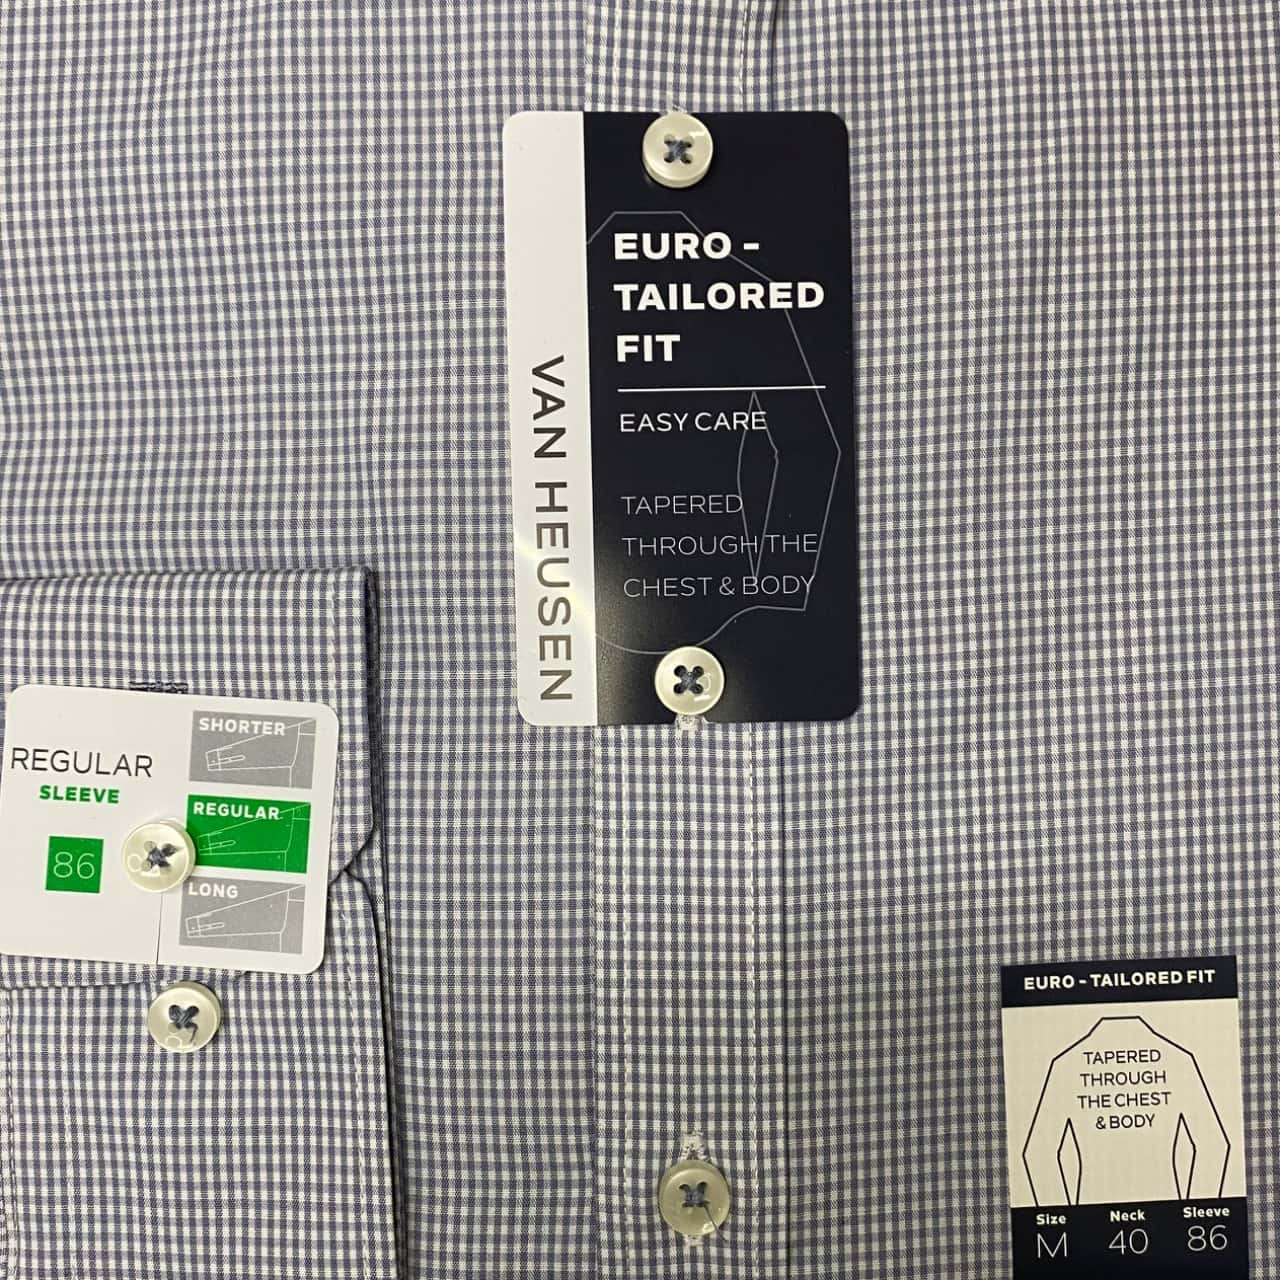 EURO -
TAILORED
FIT
EASY CARE
TAPERED
THROUGH THE
CHEST & BODY
VAN HEUSEN
REGULAR
SLEEVE
86
SHORTER
REGULAR
LONG
EURO - TAILORED FIT
TAPERED
THROUGH
THE CHEST
& BODY
Size Neck Sleeve
M 40 86